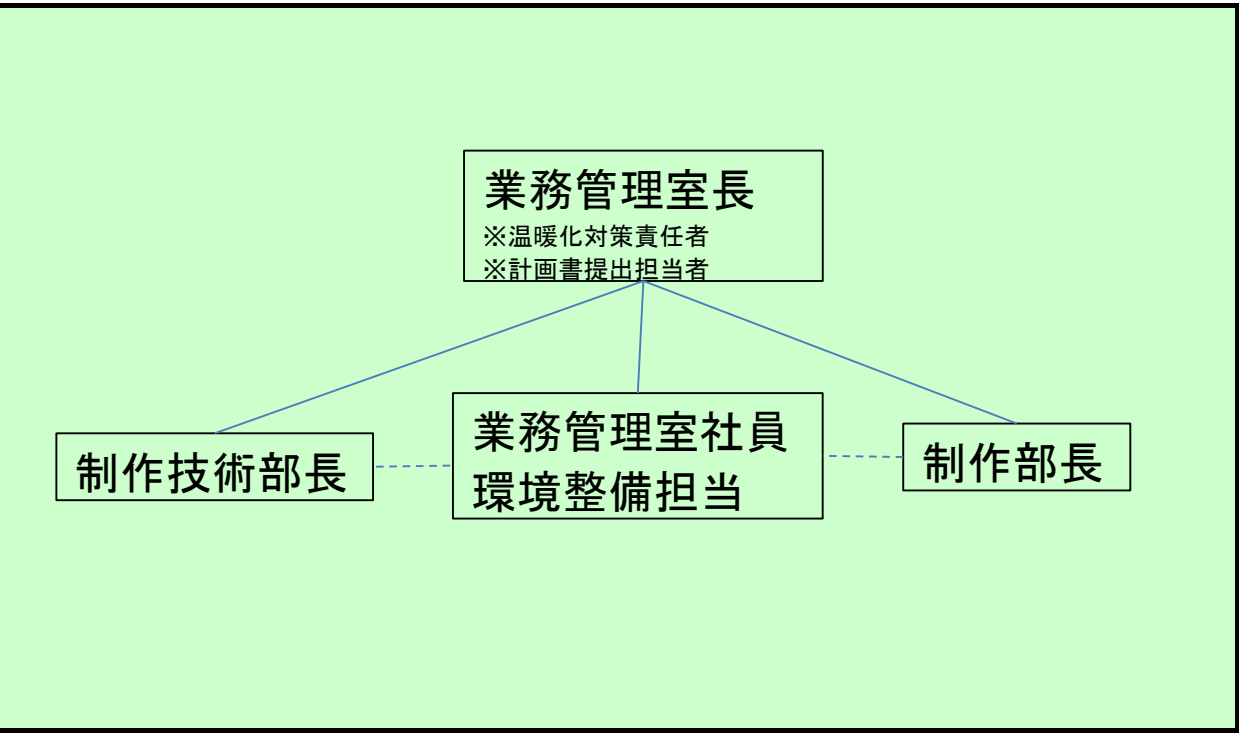 業務管理室長
※温暖化対策責任者
※計画書提出担当者
制作技術部長
業務管理室社員
環境整備担当
制作部長